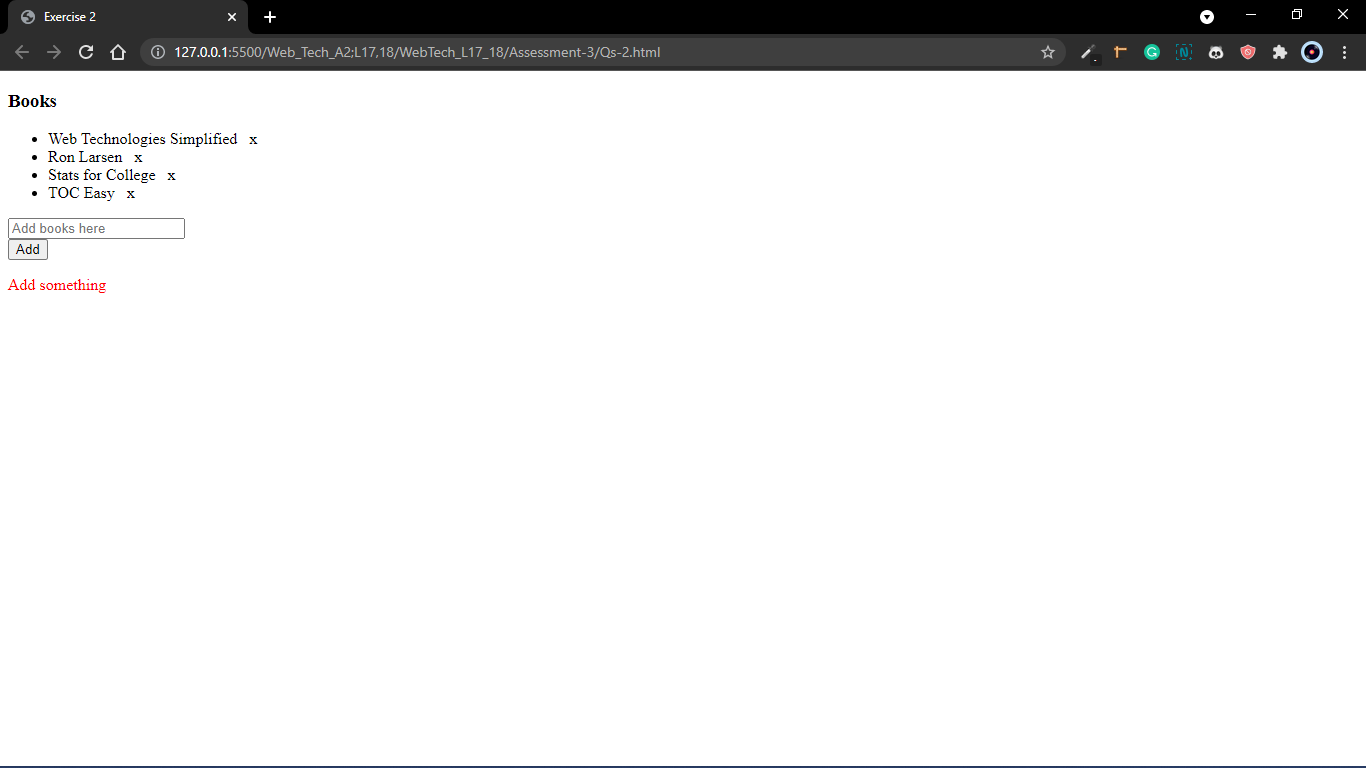 Exercise 2
127.0.0.1:5500/Web_Tech_A2;L17,18/WebTech_L17_18/Assessment-3/Qs-2.html
Books
Web Technologies Simplified x
Ron Larsen x
Stats for College x
TOC Easy x
Add books here
Add
Add something